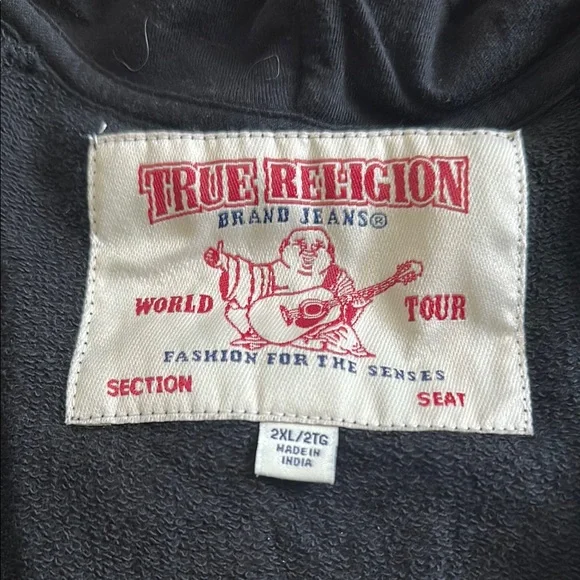 TRUE RELIGION
BRAND JEANS®
WORLD TOUR
FASHION FOR THE SENSES
SECTION SEAT
2XL/2TG
MADE IN
INDIA